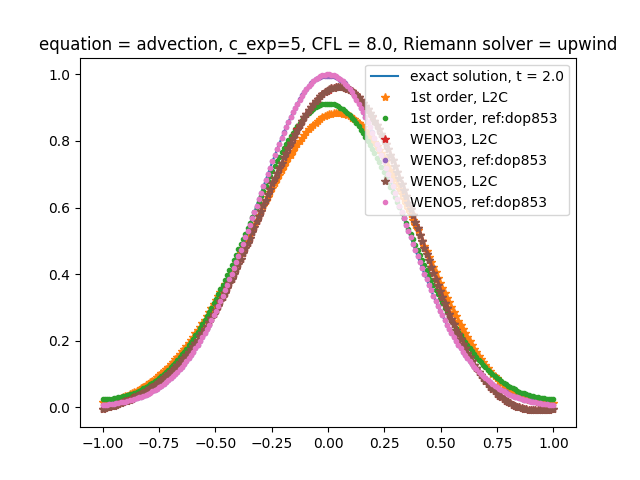 equation = advection, c_exp=5, CFL = 8.0, Riemann solver = upwind
exact solution, t = 2.0
1st order, L2C
1st order, ref:dop853
WENO3, L2C
WENO3, ref:dop853
WENO5, L2C
WENO5, ref:dop853
1.0
0.8
0.6
0.4
0.2
0.0
−1.00 −0.75 −0.50 −0.25 0.00 0.25 0.50 0.75 1.00